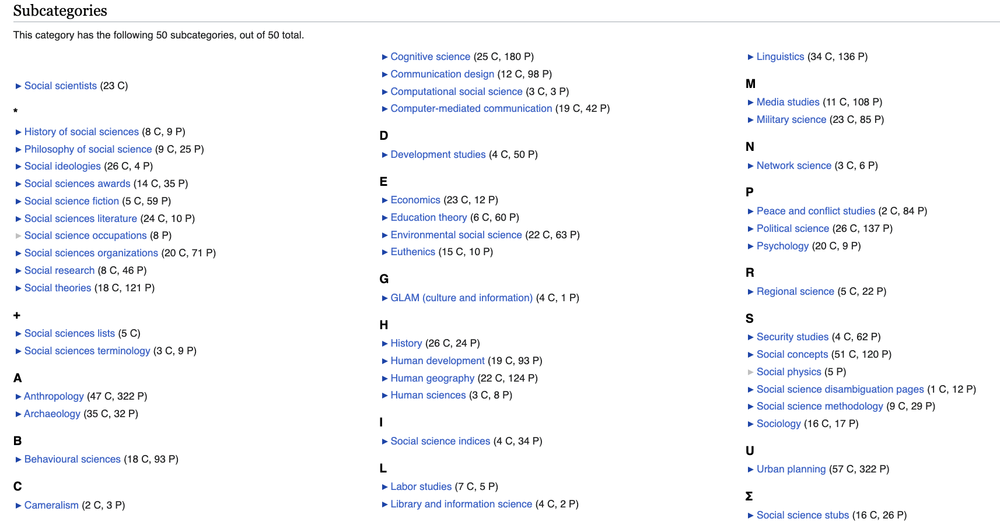 Subcategories
This category has the following 50 subcategories, out of 50 total.
► Social scientists (23 C)
*
► History of social sciences (8 C, 9 P)
► Philosophy of social science (9 C, 25 P)
► Social ideologies (26 C, 4 P)
► Social sciences awards (14 C, 35 P)
► Social science fiction (5 C, 59 P)
► Social sciences literature (24 C, 10 P)
► Social science occupations (8 P)
► Social sciences organizations (20 C, 71 P)
► Social research (8 C, 46 P)
► Social theories (18 C, 121 P)
+
► Social sciences lists (5 C)
► Social sciences terminology (3 C, 9 P)
A
► Anthropology (47 C, 322 P)
► Archaeology (35 C, 32 P)
B
► Behavioural sciences (18 C, 93 P)
C
► Cameralism (2 C, 3 P)
► Cognitive science (25 C, 180 P)
► Communication design (12 C, 98 P)
► Computational social science (3 C, 3 P)
► Computer-mediated communication (19 C, 42 P)
D
► Development studies (4 C, 50 P)
E
► Economics (23 C, 12 P)
► Education theory (6 C, 60 P)
► Environmental social science (22 C, 63 P)
► Euthenics (15 C, 10 P)
G
► GLAM (culture and information) (4 C, 1 P)
H
► History (26 C, 24 P)
► Human development (19 C, 93 P)
► Human geography (22 C, 124 P)
► Human sciences (3 C, 8 P)
I
► Social science indices (4 C, 34 P)
L
► Labor studies (7 C, 5 P)
► Library and information science (4 C, 2 P)
► Linguistics (34 C, 136 P)
M
► Media studies (11 C, 108 P)
► Military science (23 C, 85 P)
N
► Network science (3 C, 6 P)
P
► Peace and conflict studies (2 C, 84 P)
► Political science (26 C, 137 P)
► Psychology (20 C, 9 P)
R
► Regional science (5 C, 22 P)
S
► Security studies (4 C, 62 P)
► Social concepts (51 C, 120 P)
► Social physics (5 P)
► Social science disambiguation pages (1 C, 12 P)
► Social science methodology (9 C, 29 P)
► Sociology (16 C, 17 P)
U
► Urban planning (57 C, 322 P)
Σ
► Social science stubs (16 C, 26 P)